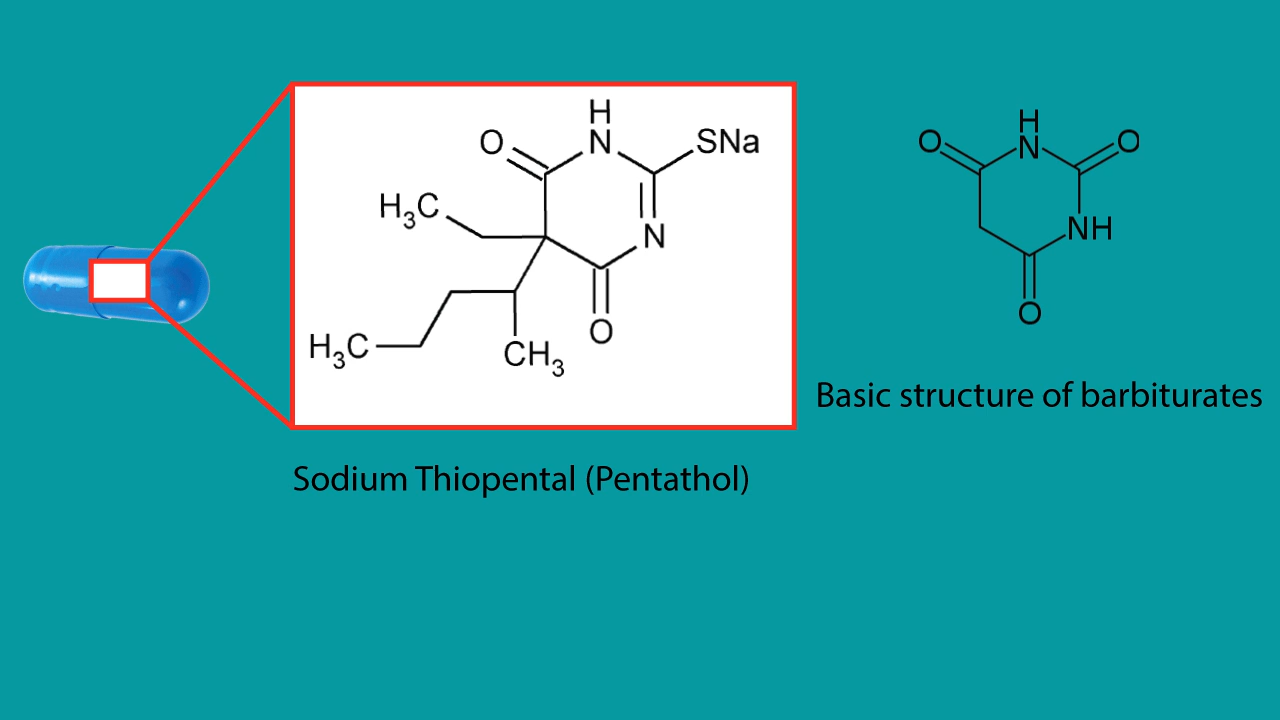 H
O N SNa
H₃C
N
O
H₃C CH₃
Sodium Thiopental (Pentathol)
H
O N O
NH
O
Basic structure of barbiturates